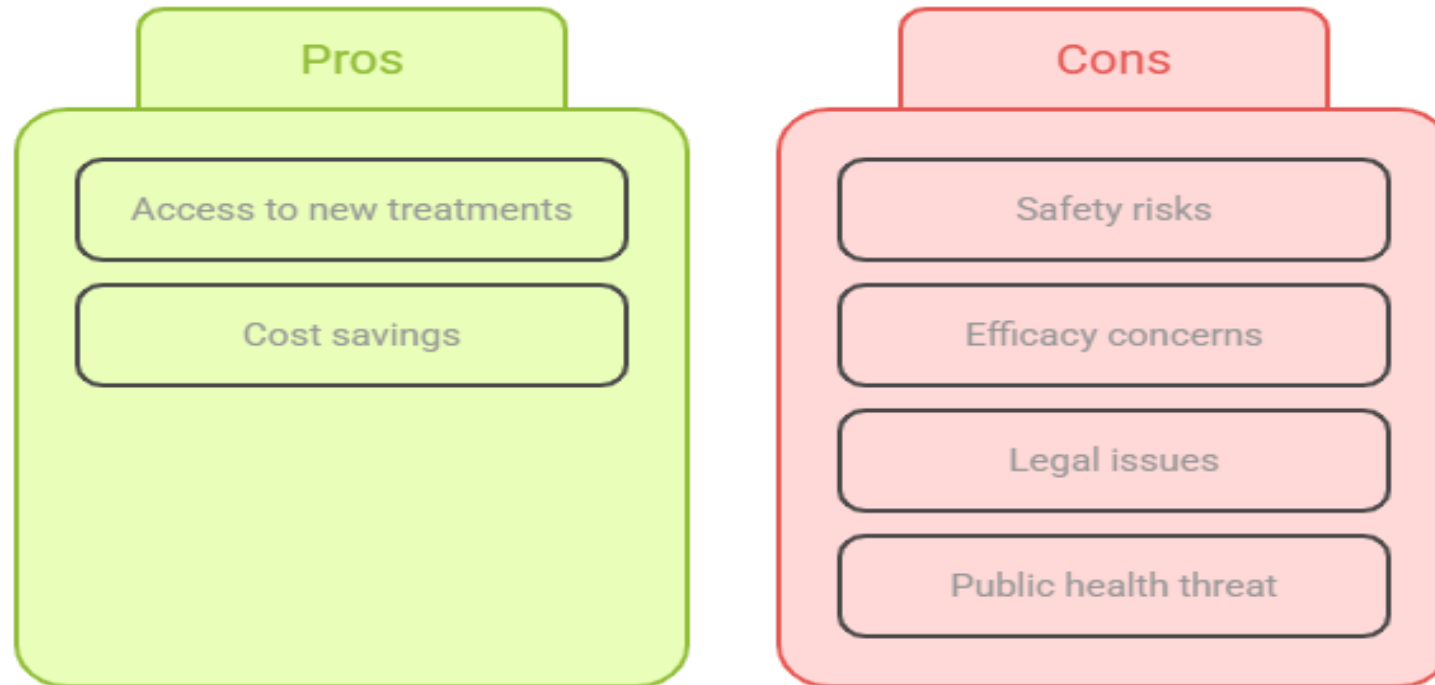 Pros
Access to new treatments
Cost savings
Cons
Safety risks
Efficacy concerns
Legal issues
Public health threat